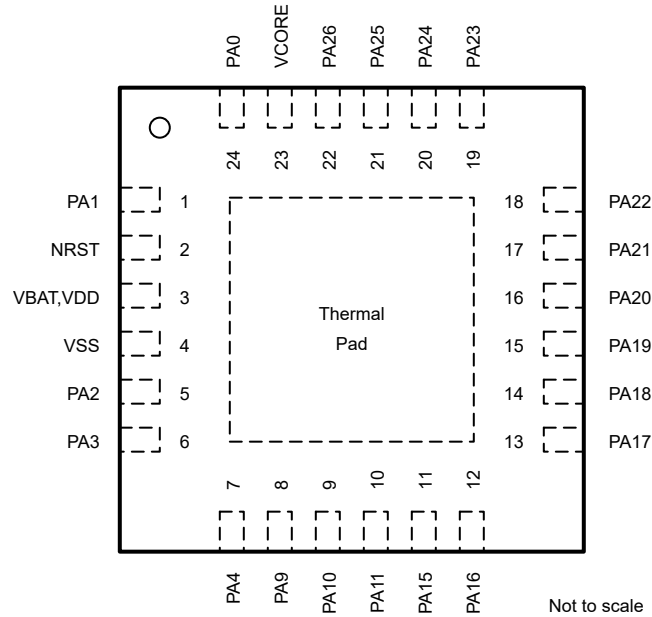 PA0
VCORE
PA26
PA25
PA24
PA23
24
23
22
21
20
19
PA1
1
18
PA22
NRST
2
17
PA21
VBAT,VDD
3
16
PA20
Thermal
Pad
VSS
4
15
PA19
PA2
5
14
PA18
PA3
6
13
PA17
7
8
9
10
11
12
PA4
PA9
PA10
PA11
PA15
PA16
Not to scale